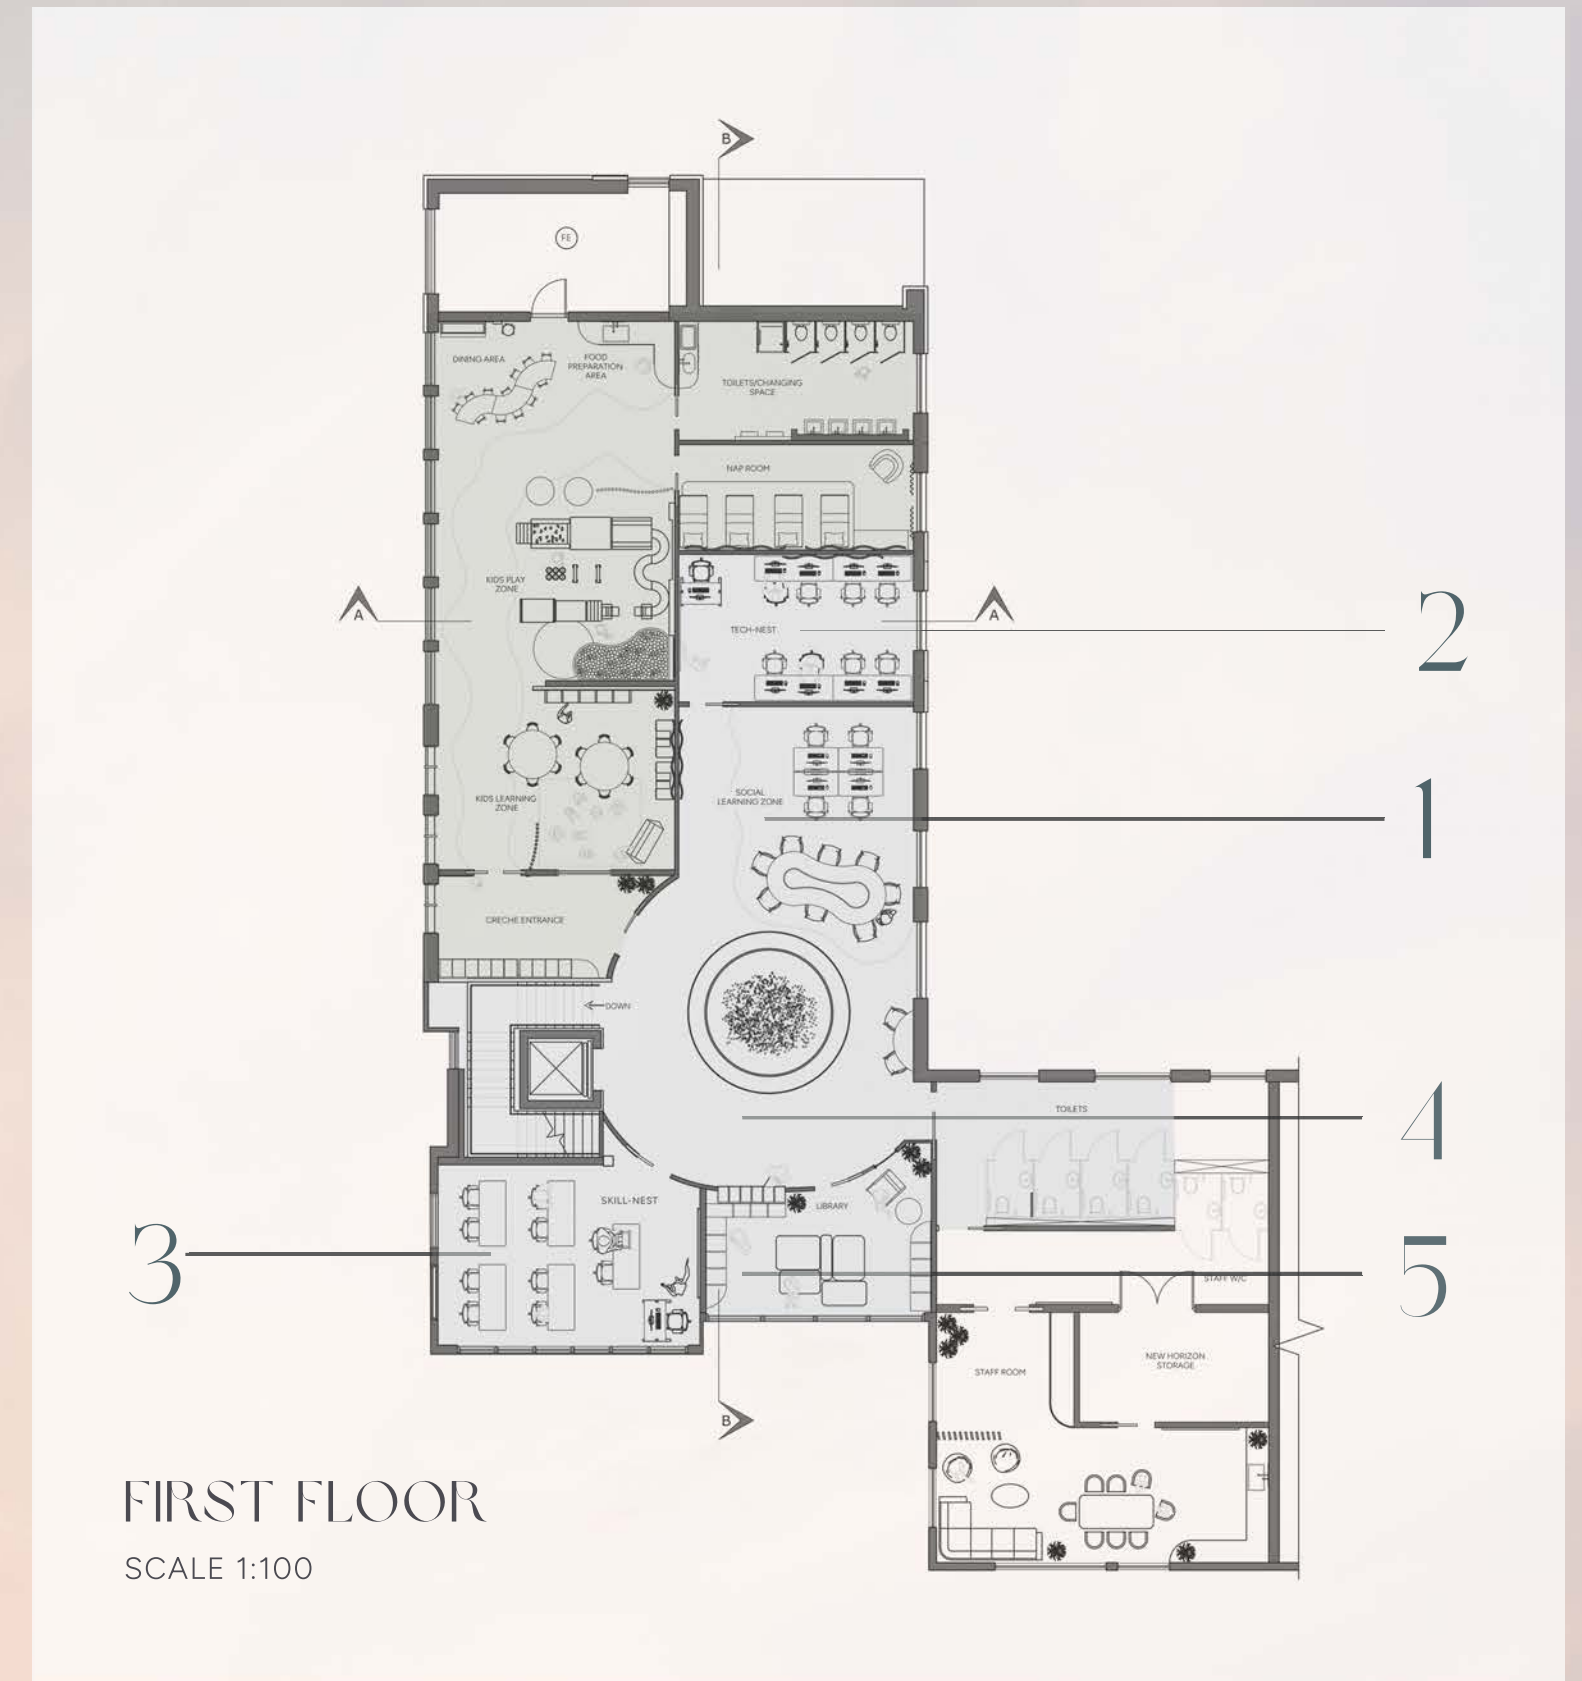 B
FE
DINING AREA
FOOD
PREPARATION
AREA
TOILETS/CHANGING
SPACE
NAP ROOM
KIDS PLAY
ZONE
A
A
TECH-NEST
2
SOCIAL
LEARNING ZONE
1
KIDS LEARNING
ZONE
CRECHE ENTRANCE
DOWN
TOILETS
4
SKILL-NEST
LIBRARY
3
5
STAFF W/C
NEW HORIZON
STORAGE
STAFF ROOM
B
FIRST FLOOR
SCALE 1:100